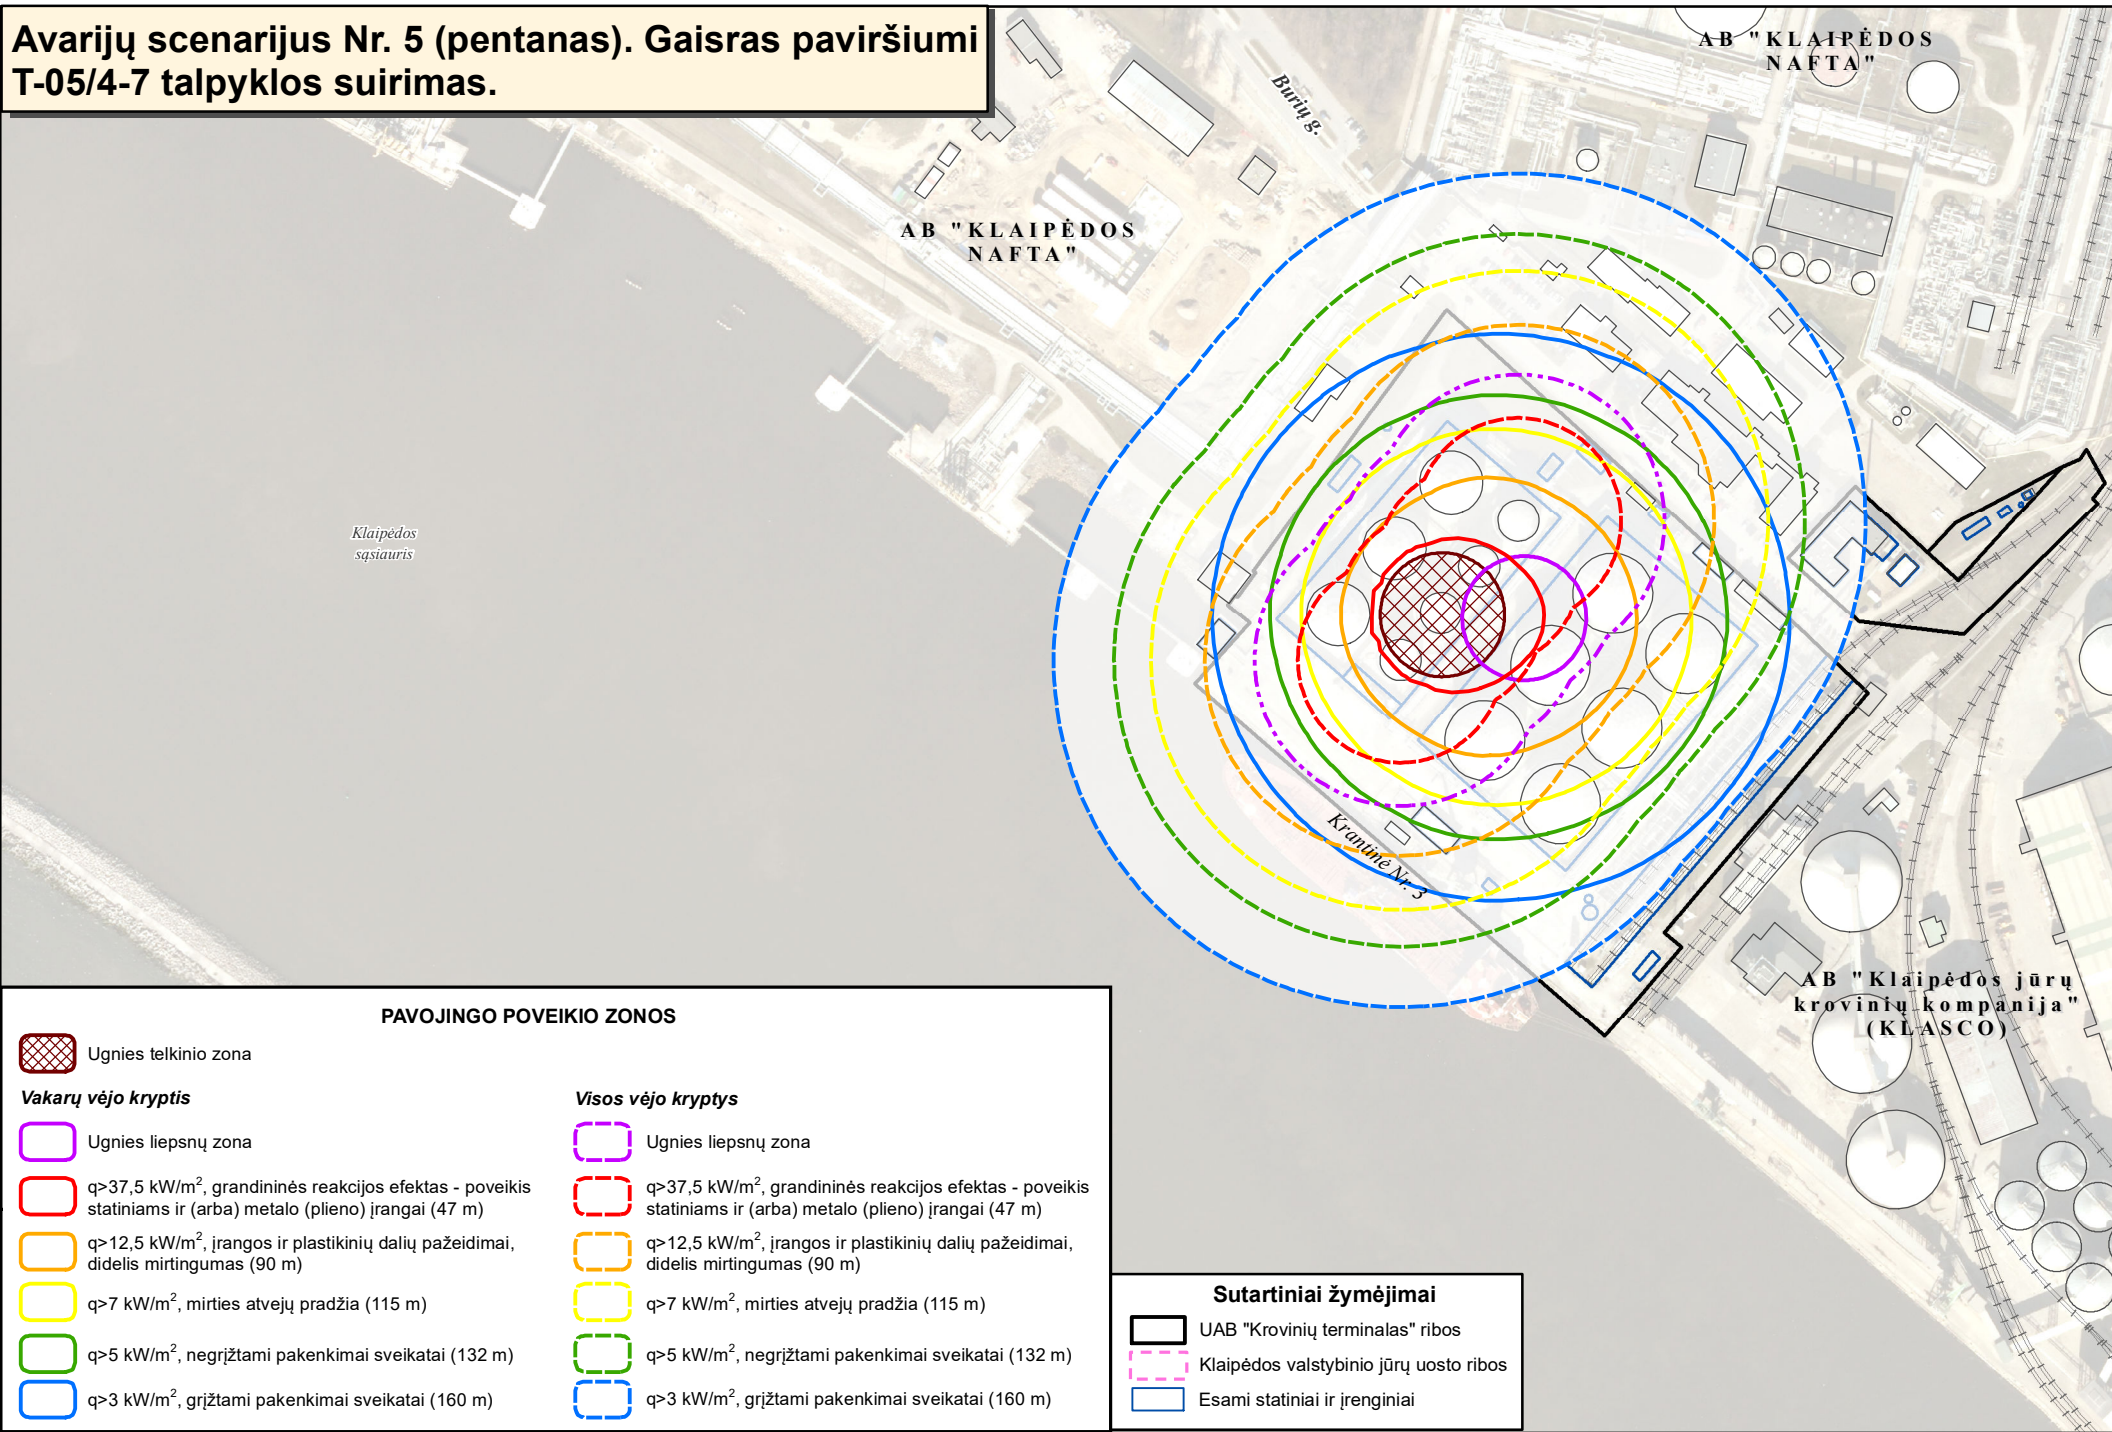 Avarijų scenarijus Nr. 5 (pentanas). Gaisras paviršiumi
T-05/4-7 talpyklos suirimas.
AB "KLAIPĖDOS
NAFTA"
Burių g.
AB "KLAIPĖDOS
NAFTA"
Klaipėdos
sąsiauris
Krantinė Nr. 3
AB "Klaipėdos jūrų
krovinių kompanija"
(KLASCO)
PAVOJINGO POVEIKIO ZONOS
Ugnies telkinio zona
Vakarų vėjo kryptis
Ugnies liepsnų zona
q>37,5 kW/m², grandininės reakcijos efektas - poveikis
statiniams ir (arba) metalo (plieno) įrangai (47 m)
q>12,5 kW/m², įrangos ir plastikinių dalių pažeidimai,
didelis mirtingumas (90 m)
q>7 kW/m², mirties atvejų pradžia (115 m)
q>5 kW/m², negrįžtami pakenkimai sveikatai (132 m)
q>3 kW/m², grįžtami pakenkimai sveikatai (160 m)
Visos vėjo kryptys
Ugnies liepsnų zona
q>37,5 kW/m², grandininės reakcijos efektas - poveikis
statiniams ir (arba) metalo (plieno) įrangai (47 m)
q>12,5 kW/m², įrangos ir plastikinių dalių pažeidimai,
didelis mirtingumas (90 m)
q>7 kW/m², mirties atvejų pradžia (115 m)
q>5 kW/m², negrįžtami pakenkimai sveikatai (132 m)
q>3 kW/m², grįžtami pakenkimai sveikatai (160 m)
Sutartiniai žymėjimai
UAB "Krovinių terminalas" ribos
Klaipėdos valstybinio jūrų uosto ribos
Esami statiniai ir įrenginiai